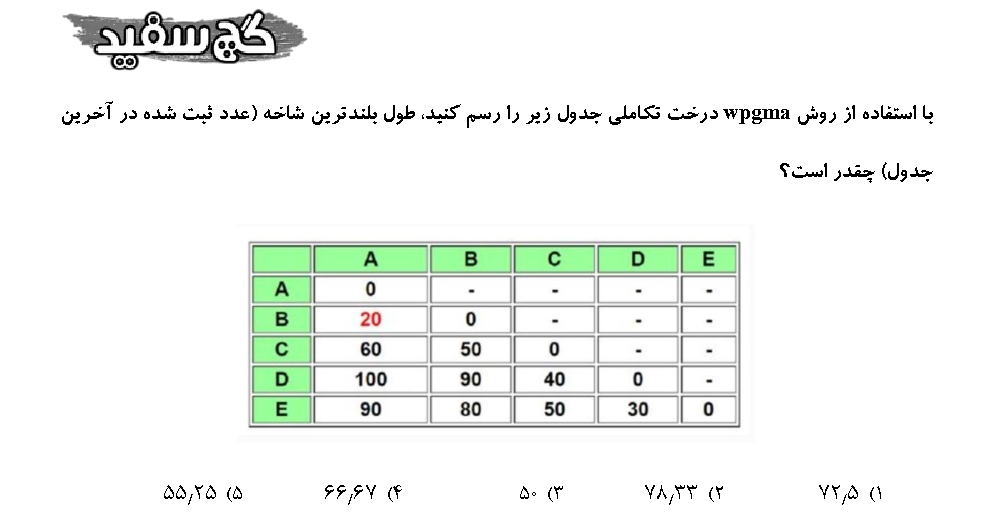 گچ سفید
با استفاده از روش wpgma درخت تکاملی جدول زیر را رسم کنید، طول بلندترین شاخه (عدد ثبت شده در آخرین
جدول) چقدر است؟
A B C D E
A 0 - - - -
B 20 0 - - -
C 60 50 0 - -
D 100 90 40 0 -
E 90 80 50 30 0
۱) ۷۲٫۵ ۲) ۷۸٫۳۳ ۳) ۵۰ ۴) ۶۶٫۶۷ ۵) ۵۵٫۲۵